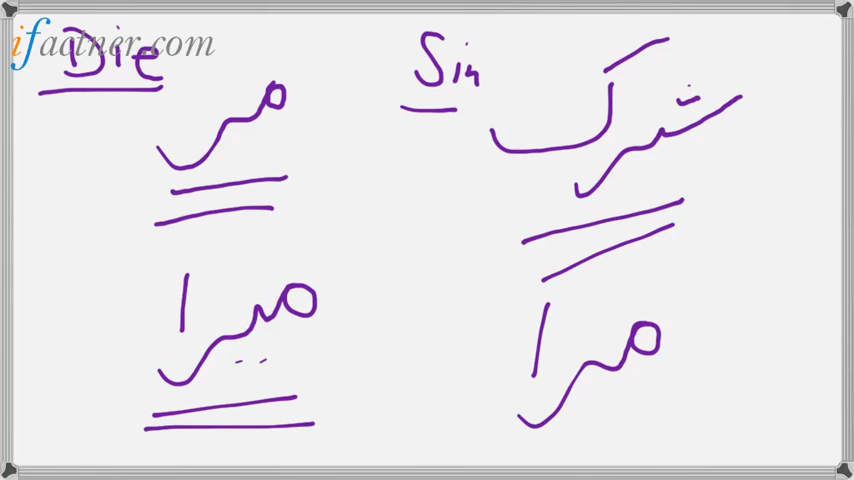 ifactner.com
Die
Sin
شرک
مر
مرا
میرا